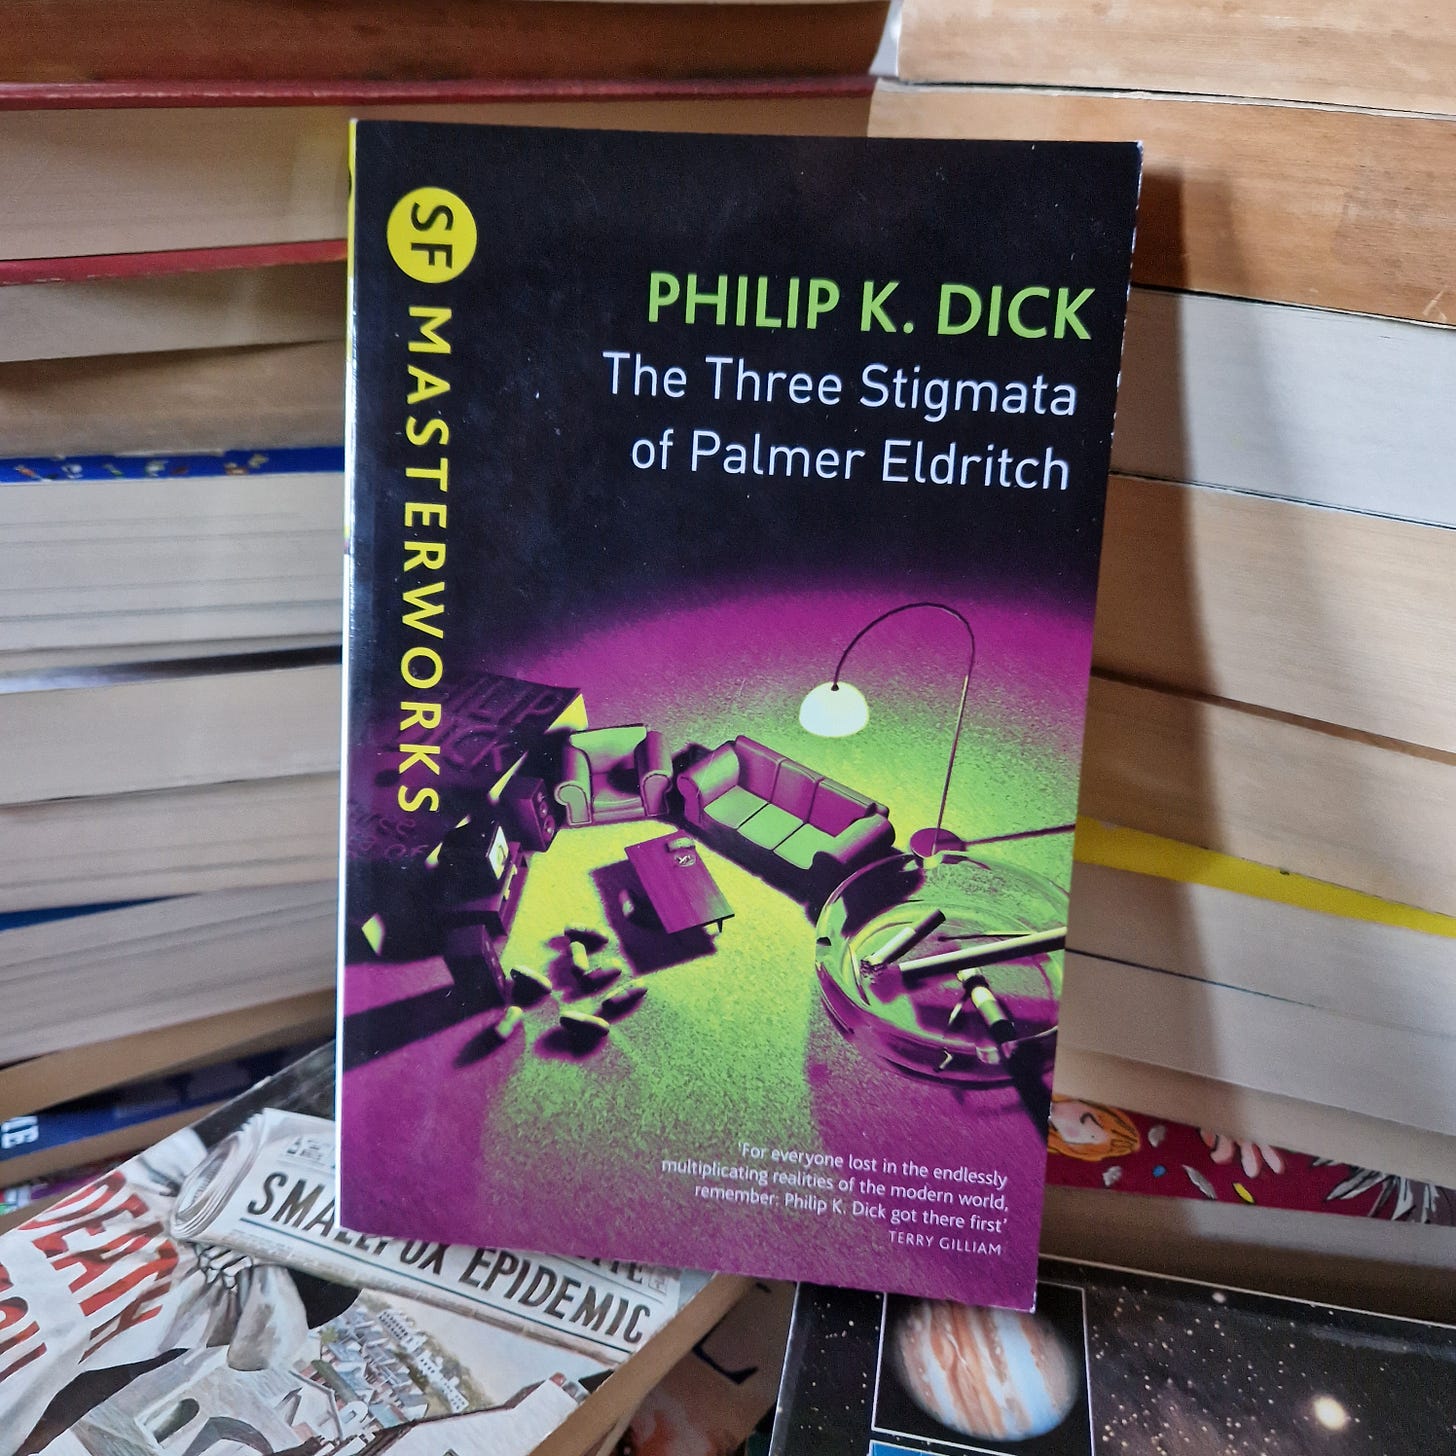 SF MASTERWORKS
PHILIP K. DICK
The Three Stigmata
of Palmer Eldritch
'For everyone lost in the endlessly
multiplicating realities of the modern world,
remember: Philip K. Dick got there first'
TERRY GILLIAM
DEATH
SMALLPOX EPIDEMIC